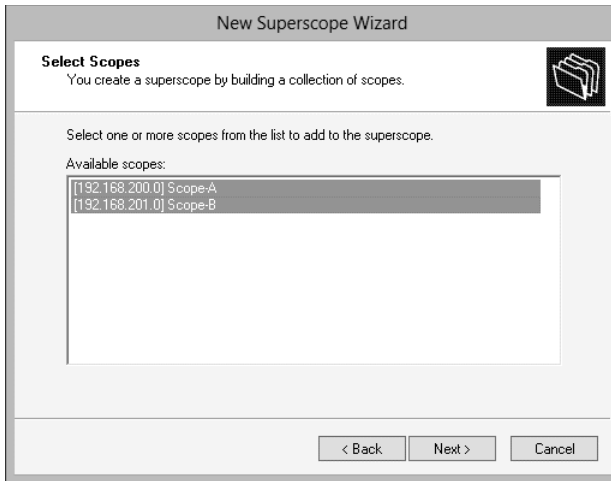 New Superscope Wizard
Select Scopes
You create a superscope by building a collection of scopes.
Select one or more scopes from the list to add to the superscope.
Available scopes:
[192.168.200.0] Scope-A
[192.168.201.0] Scope-B
< Back
Next >
Cancel